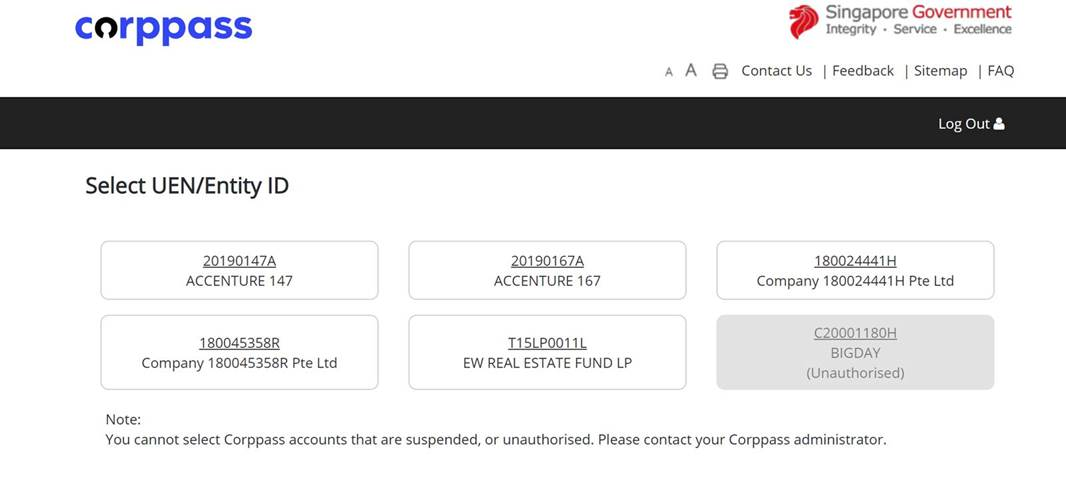 corppass
Singapore Government
Integrity · Service · Excellence
A A Contact Us | Feedback | Sitemap | FAQ
Log Out
Select UEN/Entity ID
20190147A
ACCENTURE 147
20190167A
ACCENTURE 167
180024441H
Company 180024441H Pte Ltd
180045358R
Company 180045358R Pte Ltd
T15LP0011L
EW REAL ESTATE FUND LP
C20001180H
BIGDAY
(Unauthorised)
Note:
You cannot select Corppass accounts that are suspended, or unauthorised. Please contact your Corppass administrator.